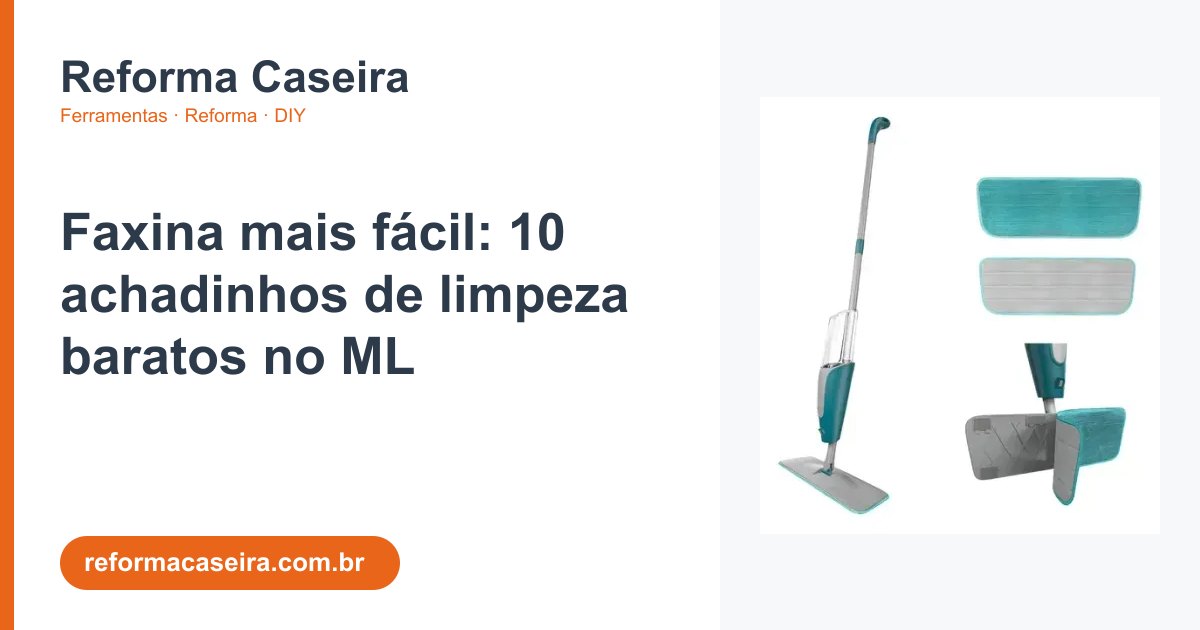 Reforma Caseira
Ferramentas · Reforma · DIY
Faxina mais fácil: 10
achadinhos de limpeza
baratos no ML
reformacaseira.com.br